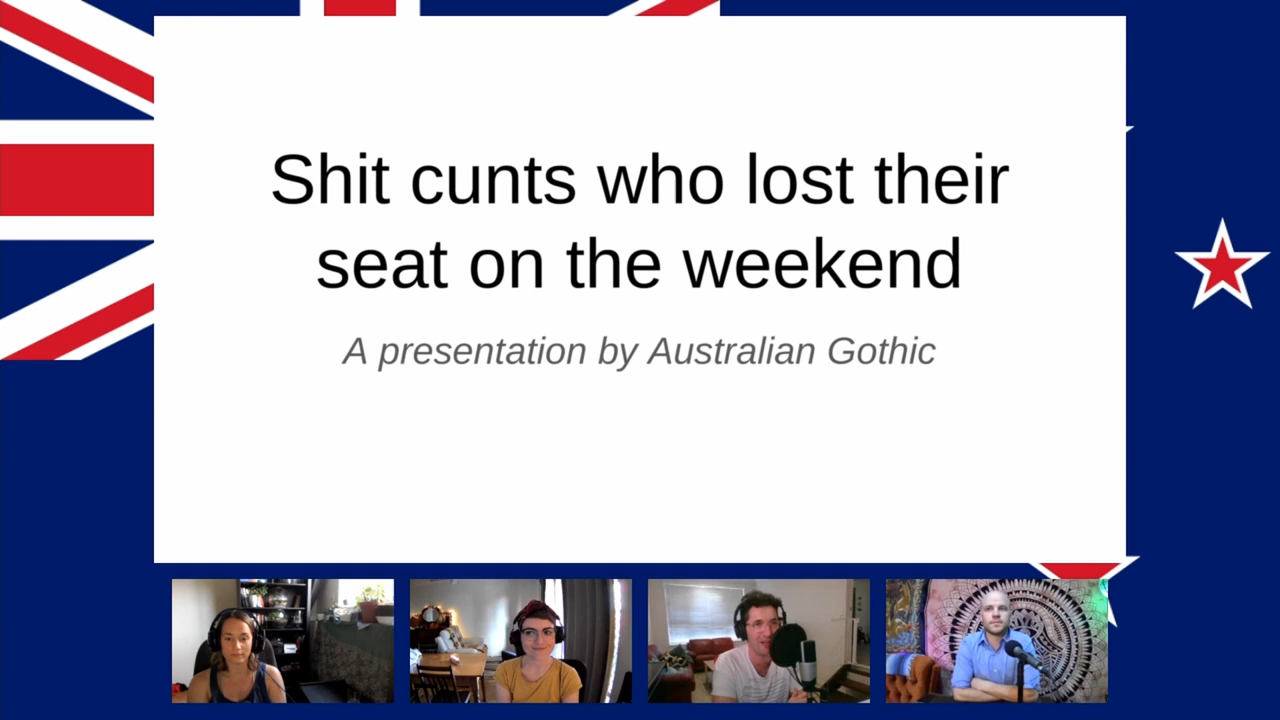 Shit cunts who lost their
seat on the weekend
A presentation by Australian Gothic